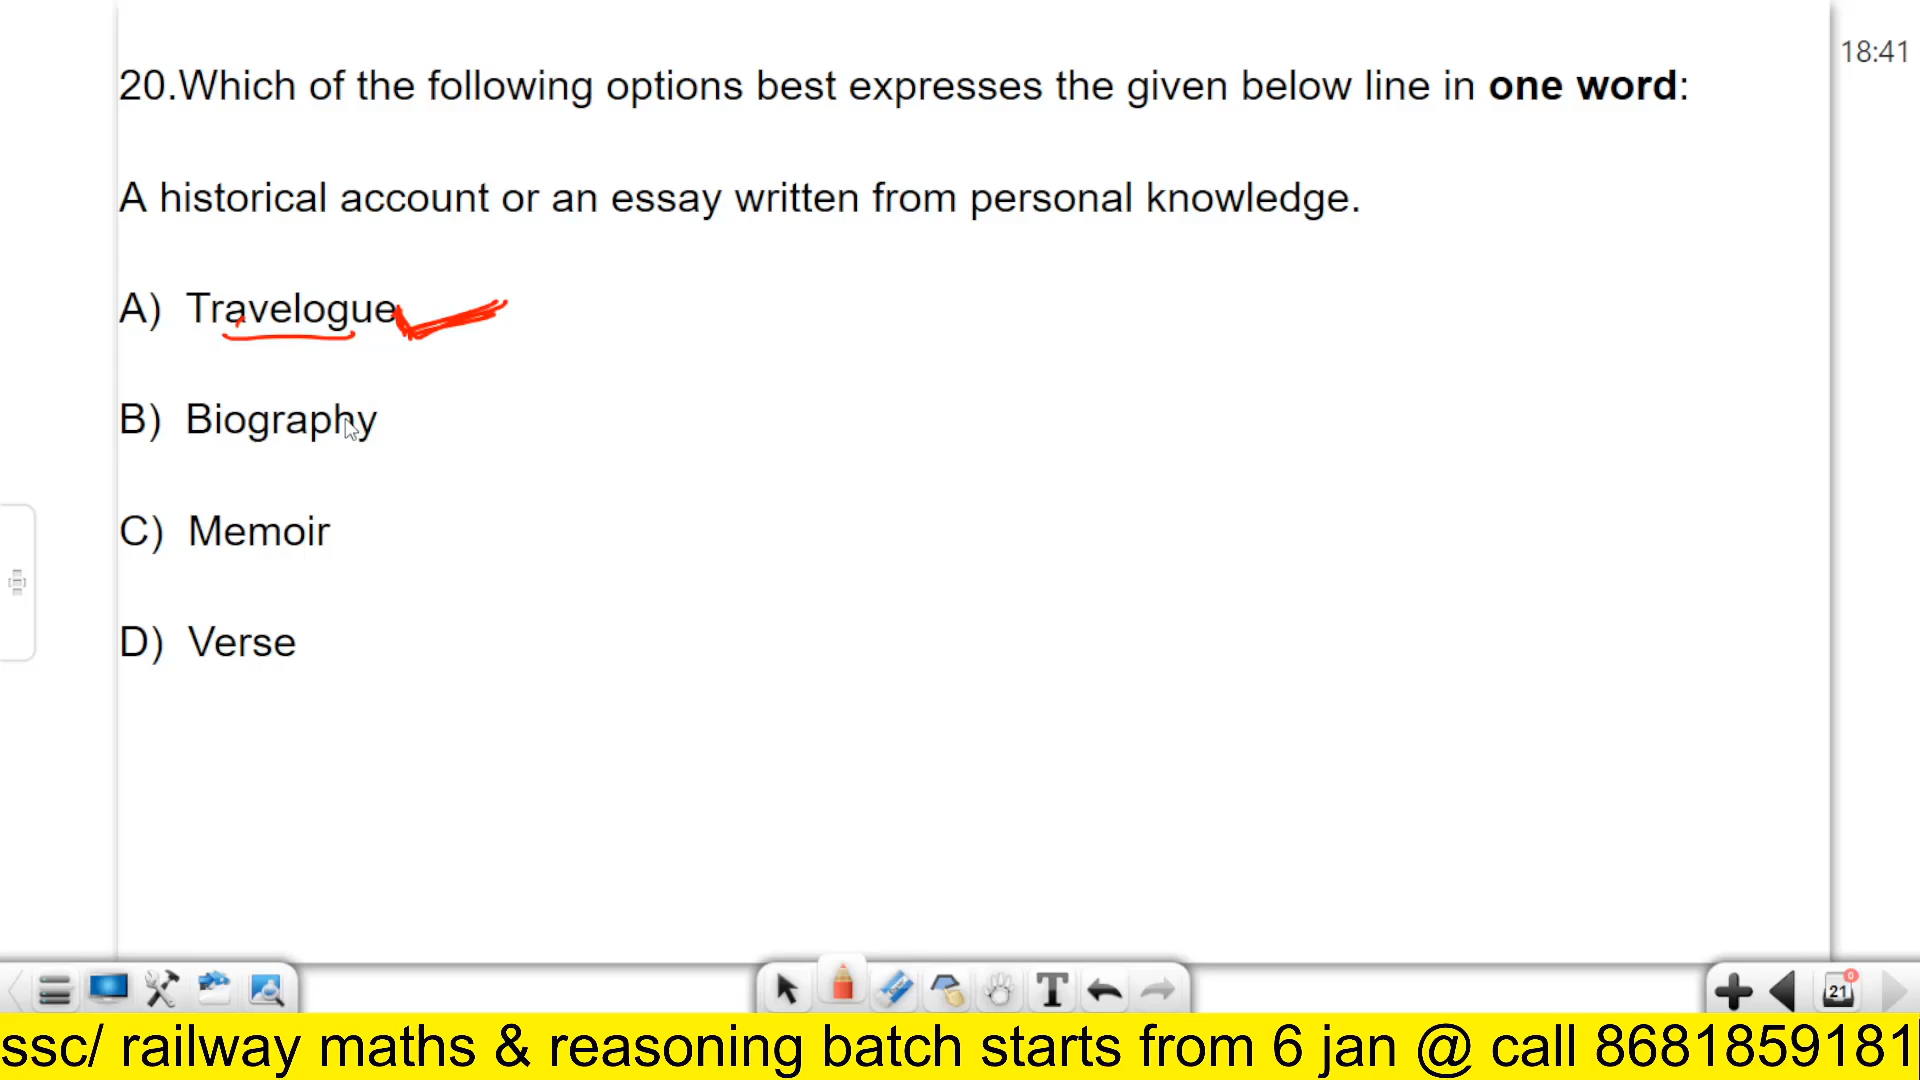 18:41
20.Which of the following options best expresses the given below line in one word:
A historical account or an essay written from personal knowledge.
A) Travelogue
B) Biography
C) Memoir
D) Verse
T
0
21
ssc/ railway maths & reasoning batch starts from 6 jan @ call 8681859181